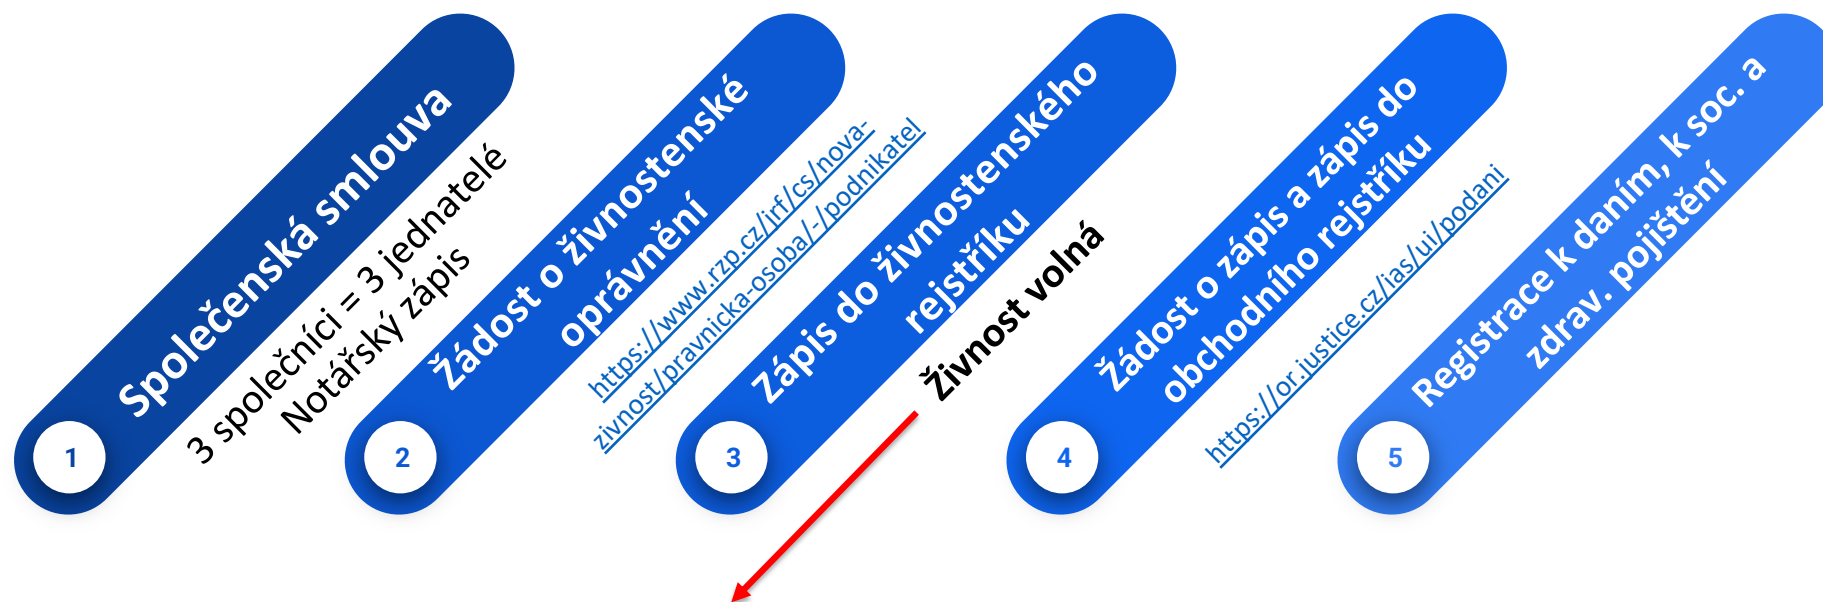 Společenská smlouva
3 společníci = 3 jednatelé
Notářský zápis
1
Žádost o živnostenské
oprávnění
https://www.rzp.cz/irf/cs/nova-
zivnost/pravnicka-osoba/-/podnikatel
2
Zápis do živnostenského
rejstříku
Živnost volná
3
Žádost o zápis a zápis do
obchodního rejstříku
https://or.justice.cz/ias/ui/podani
4
Registrace k daním, k soc. a
zdrav. pojištění
5